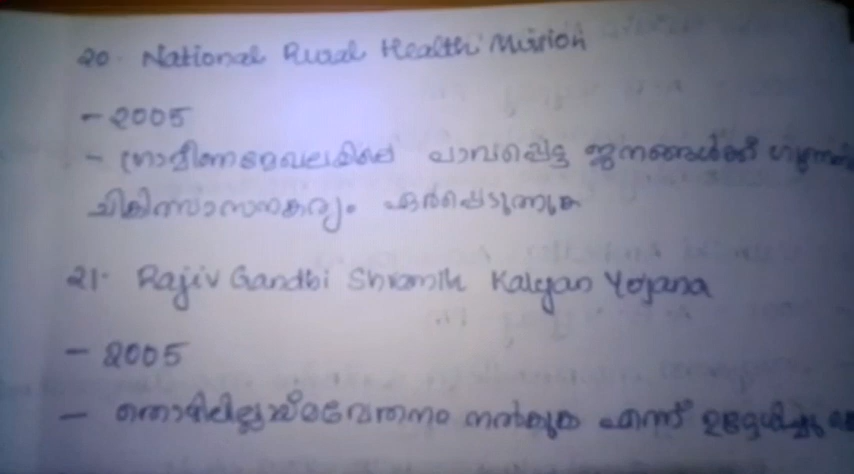 20. National Rural Health Mission
- 2005
- ഗ്രാമീണമേഖലയിലെ പാവപ്പെട്ട ജനങ്ങൾക്ക്
ചികിത്സാസൗകര്യം ഏർപ്പെടുത്തുക
21. Rajiv Gandhi Shramik Kalyan Yojana
- 2005
- തൊഴിലില്ലായ്മവേതനം നൽകുക എന്ന്